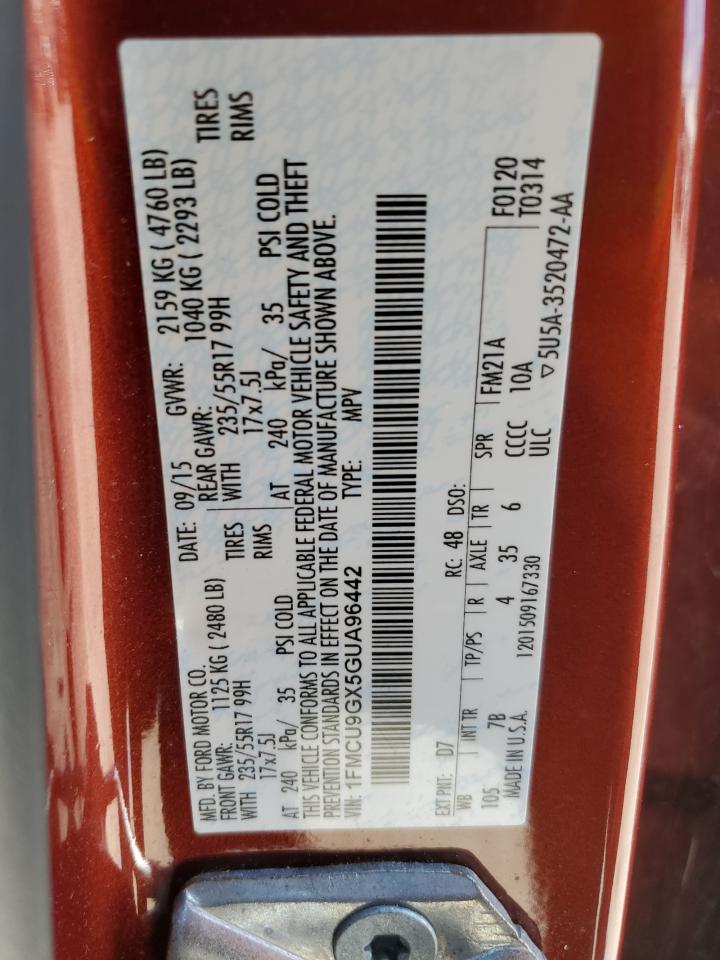 MFD. BY FORD MOTOR CO. DATE: 09/15 GVWR: 2159 KG ( 4760 LB)
FRONT GAWR: 1125 KG ( 2480 LB) REAR GAWR: 1040 KG ( 2293 LB)
WITH 235/55R17 99H TIRES WITH 235/55R17 99H TIRES
17x7.5J RIMS 17x7.5J RIMS
AT 240 kPa/ 35 PSI COLD AT 240 kPa/ 35 PSI COLD
THIS VEHICLE CONFORMS TO ALL APPLICABLE FEDERAL MOTOR VEHICLE SAFETY AND THEFT
PREVENTION STANDARDS IN EFFECT ON THE DATE OF MANUFACTURE SHOWN ABOVE.
VIN: 1FMCU9GX5GUA96442 TYPE: MPV
EXT PNT: D7 RC: 48 DSO: F0120
WB INT TR TP/PS R AXLE TR SPR FM21A T0314
105 7B 4 35 6 CCCC 10A
MADE IN U.S.A. 1201509167330 ULC ▽5U5A-3520472-AA